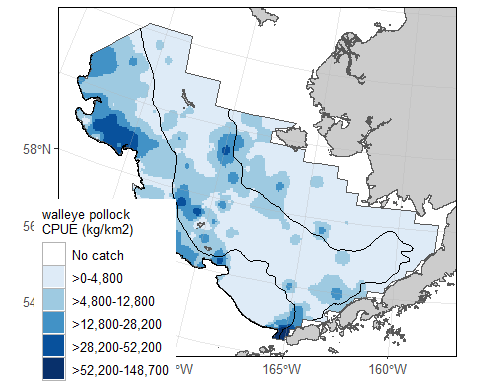 58°N
56
54
walleye pollock
CPUE (kg/km2)
No catch
>0-4,800
>4,800-12,800
>12,800-28,200
>28,200-52,200
>52,200-148,700
°W
165°W
160°W